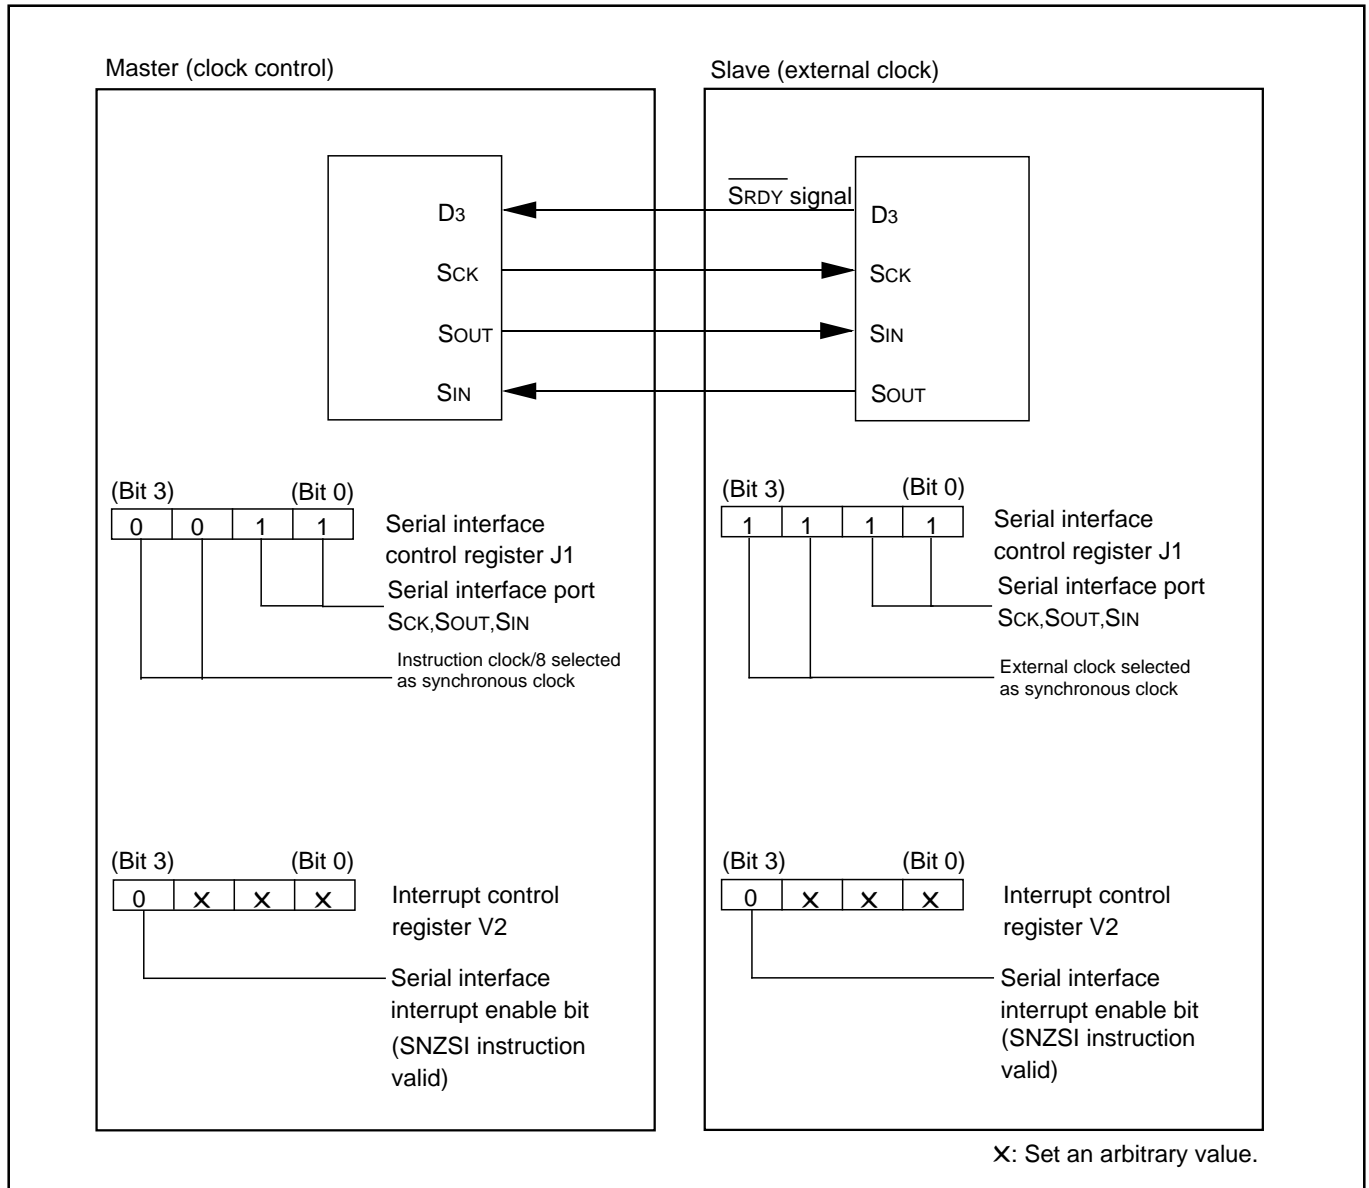 Master (clock control)
D3
SCK
SOUT
SIN
(Bit 3) (Bit 0)
0 0 1 1
Serial interface
control register J1
Serial interface port
SCK,SOUT,SIN
Instruction clock/8 selected
as synchronous clock
(Bit 3) (Bit 0)
0 X X X
Interrupt control
register V2
Serial interface
interrupt enable bit
(SNZSI instruction
valid)
Slave (external clock)
SRDY signal
D3
SCK
SIN
SOUT
(Bit 3) (Bit 0)
1 1 1 1
Serial interface
control register J1
Serial interface port
SCK,SOUT,SIN
External clock selected
as synchronous clock
(Bit 3) (Bit 0)
0 X X X
Interrupt control
register V2
Serial interface
interrupt enable bit
(SNZSI instruction
valid)
X: Set an arbitrary value.